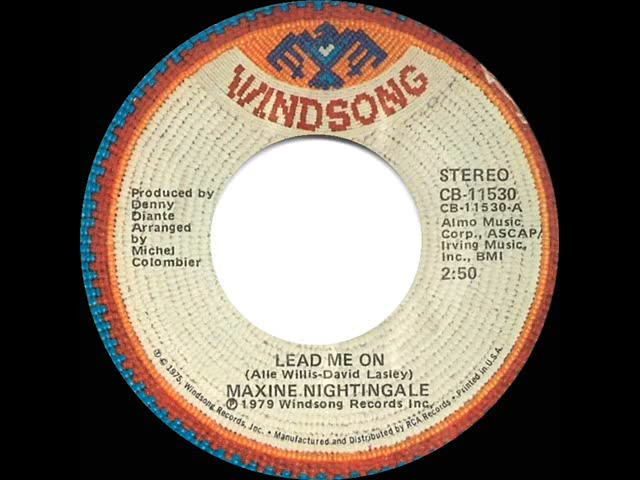 WINDSONG
STEREO
CB-11530
CB-11530-A
Almo Music
Corp., ASCAP/
Irving Music,
Inc., BMI
2:50
Produced by
Denny
Diante
Arranged
by
Michel
Colombier
LEAD ME ON
(Alle Willis-David Lasley)
MAXINE NIGHTINGALE
℗1979 Windsong Records Inc.
℗ © 1975, Windsong Records, Inc. • Manufactured and Distributed by RCA Records • Printed in U.S.A.